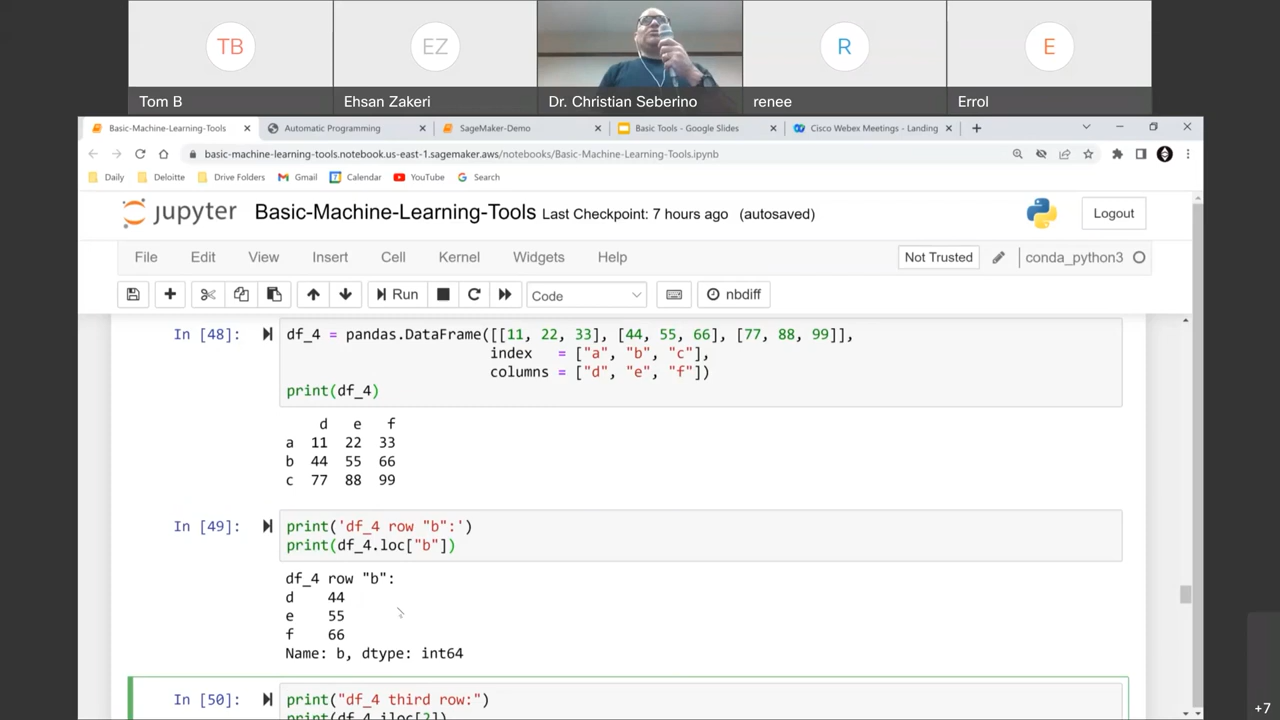 TB
EZ
R
E
Tom B
Ehsan Zakeri
Dr. Christian Seberino
renee
Errol
Basic-Machine-Learning-Tools
Automatic Programming
SageMaker-Demo
Basic Tools - Google Slides
Cisco Webex Meetings - Landing
basic-machine-learning-tools.notebook.us-east-1.sagemaker.aws/notebooks/Basic-Machine-Learning-Tools.ipynb
Daily
Deloitte
Drive Folders
Gmail
Calendar
YouTube
Search
jupyter
Basic-Machine-Learning-Tools Last Checkpoint: 7 hours ago (autosaved)
Logout
File Edit View Insert Cell Kernel Widgets Help
Not Trusted
conda_python3
Run
Code
nbdiff
In [48]:
df_4 = pandas.DataFrame([[11, 22, 33], [44, 55, 66], [77, 88, 99]],
index = ["a", "b", "c"],
columns = ["d", "e", "f"])
print(df_4)
d e f
a 11 22 33
b 44 55 66
c 77 88 99
In [49]:
print('df_4 row "b":')
print(df_4.loc["b"])
df_4 row "b":
d 44
e 55
f 66
Name: b, dtype: int64
In [50]:
print("df_4 third row:")
print(df_4.iloc[2])
+7